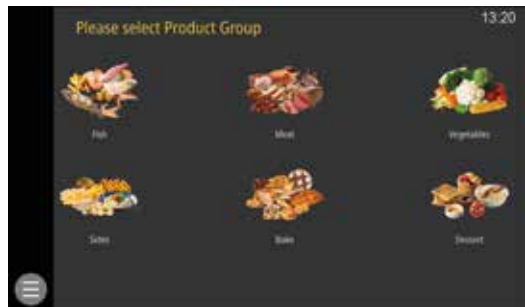 13:20
Please select Product Group
Fish
Meat
Vegetables
Sides
Bake
Dessert